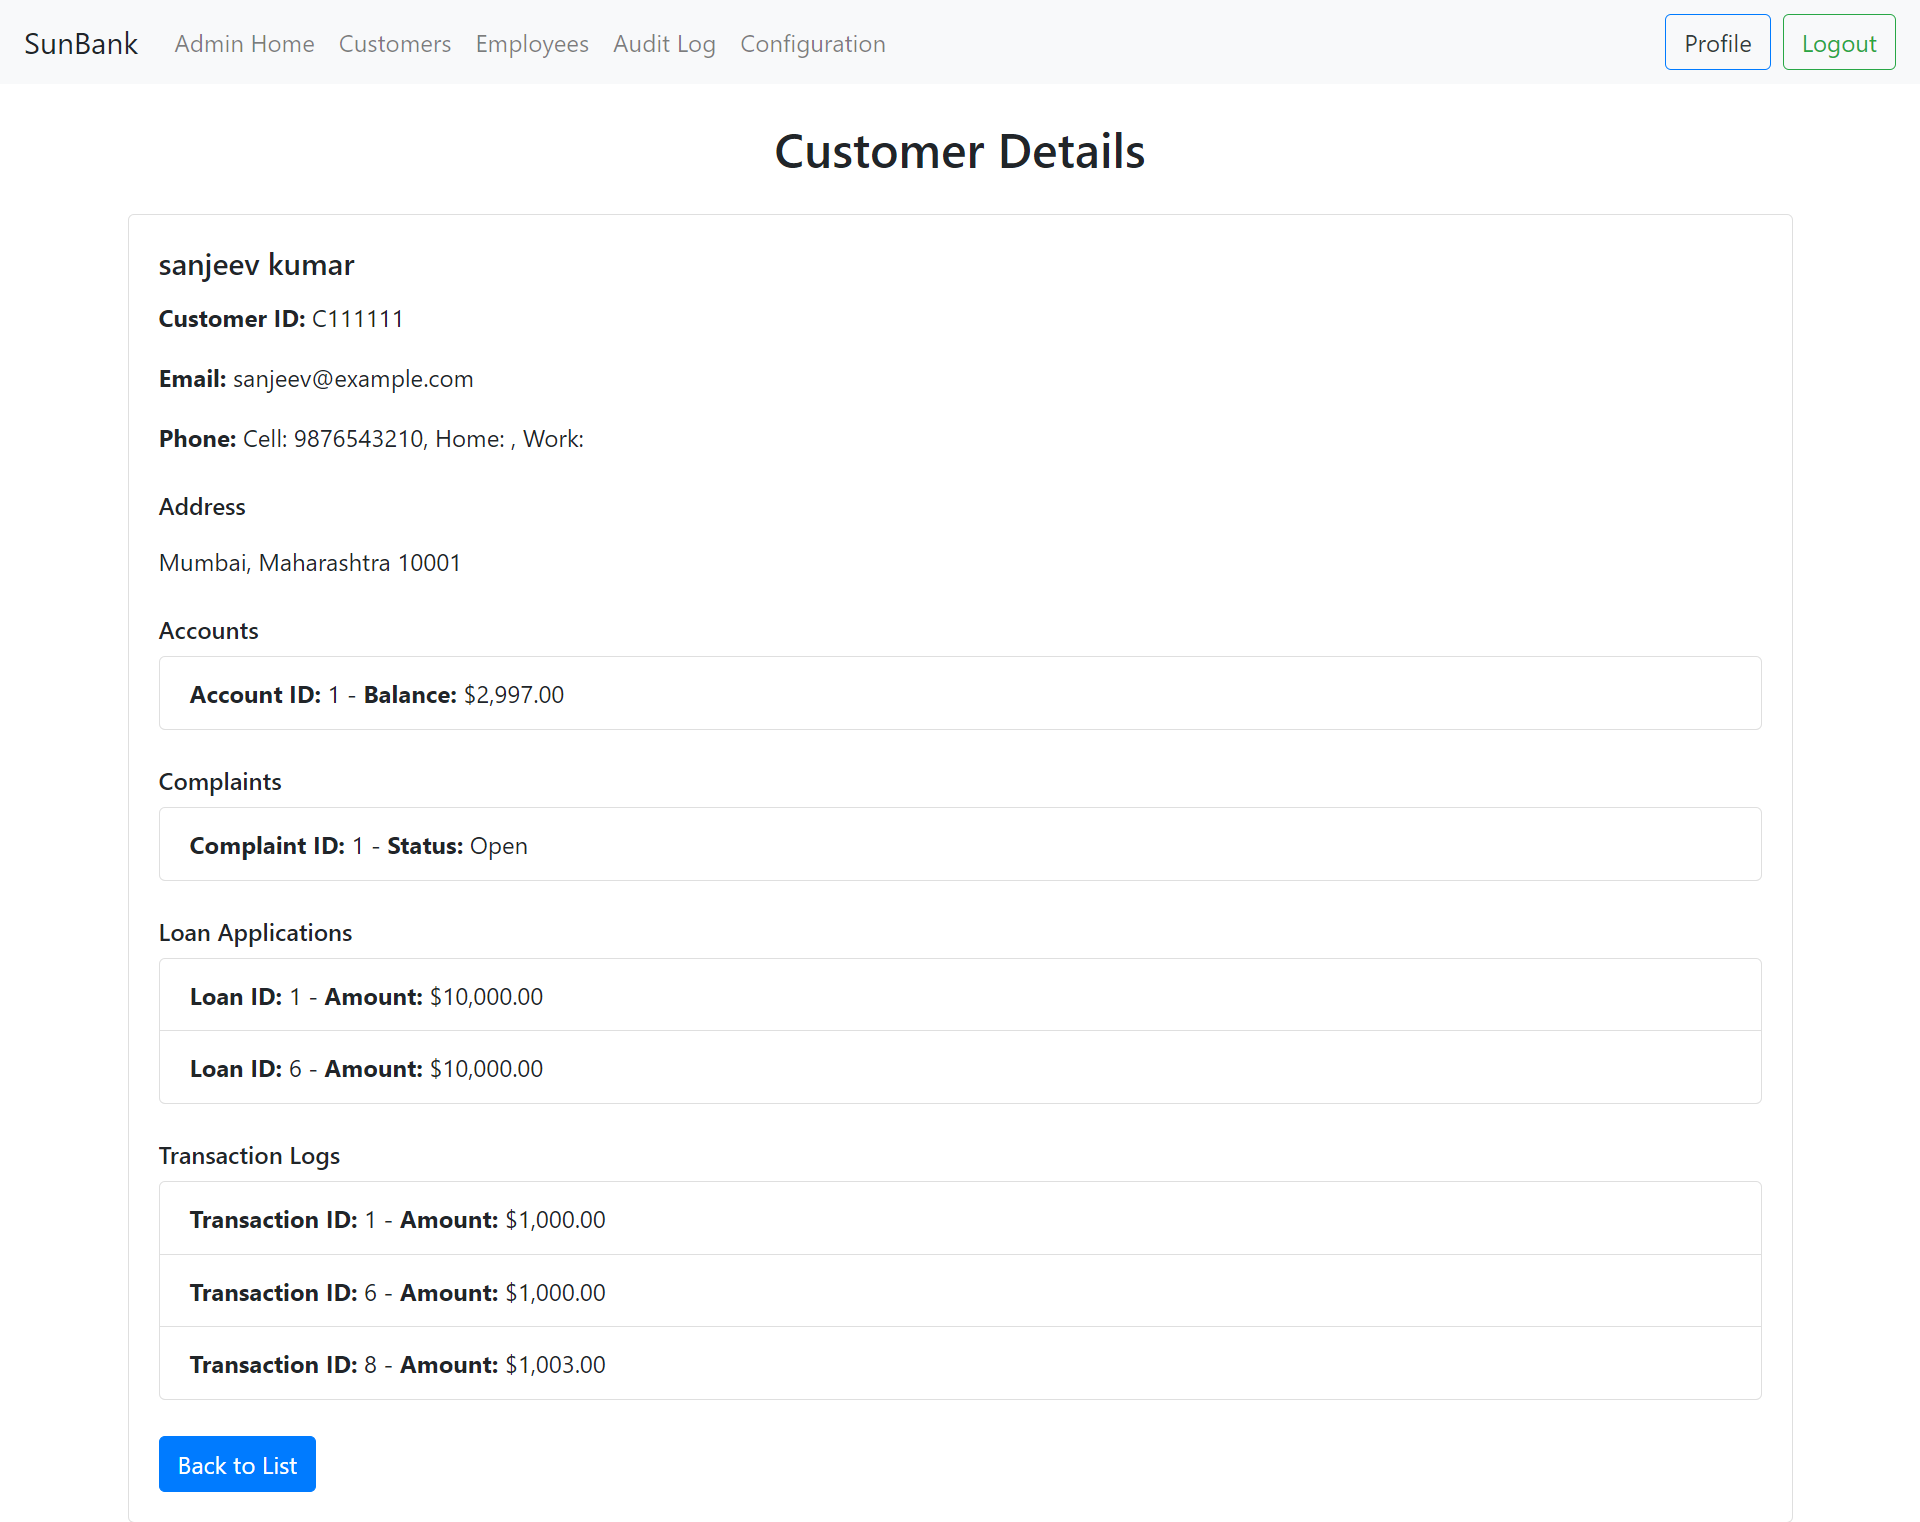 SunBank Admin Home Customers Employees Audit Log Configuration Profile Logout
Customer Details
sanjeev kumar
Customer ID: C111111
Email: sanjeev@example.com
Phone: Cell: 9876543210, Home: , Work:
Address
Mumbai, Maharashtra 10001
Accounts
Account ID: 1 - Balance: $2,997.00
Complaints
Complaint ID: 1 - Status: Open
Loan Applications
Loan ID: 1 - Amount: $10,000.00
Loan ID: 6 - Amount: $10,000.00
Transaction Logs
Transaction ID: 1 - Amount: $1,000.00
Transaction ID: 6 - Amount: $1,000.00
Transaction ID: 8 - Amount: $1,003.00
Back to List